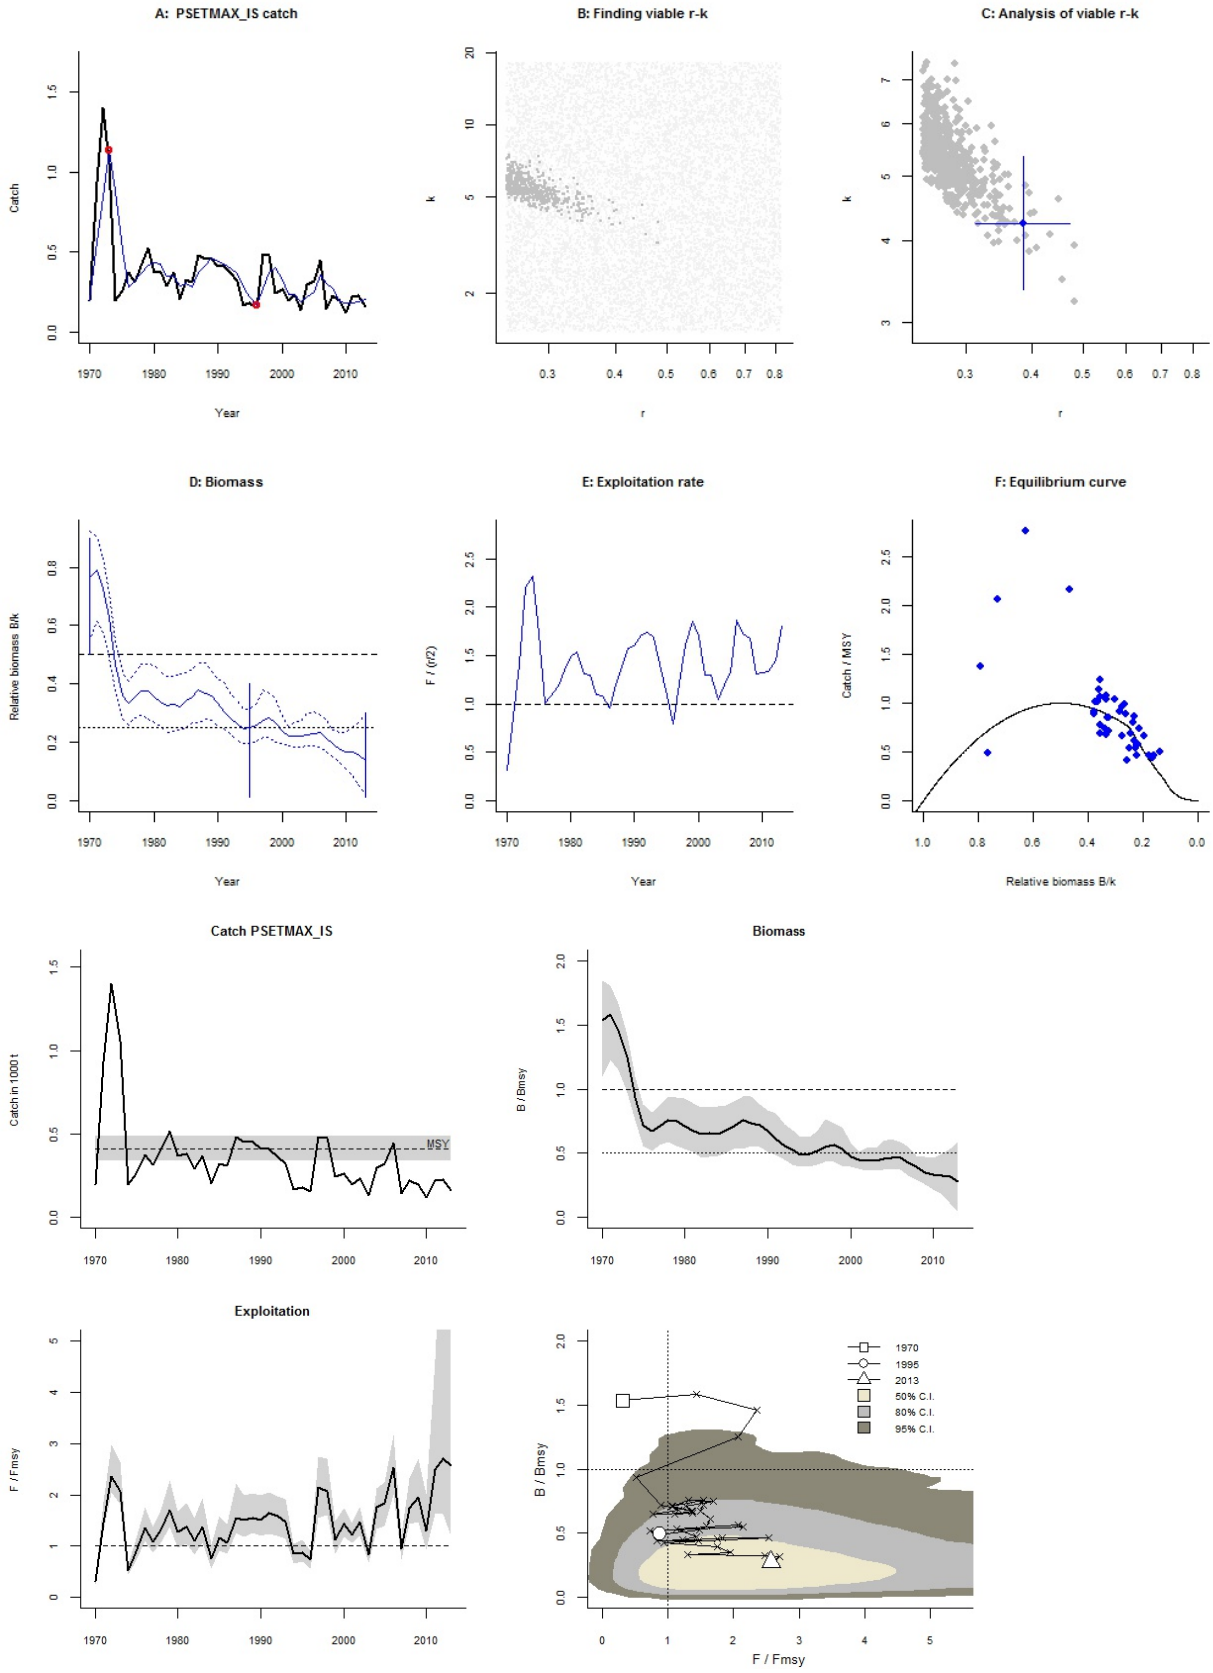 A: PSETMAX_IS catch
B: Finding viable r-k
C: Analysis of viable r-k
Catch
0.0 0.5 1.0 1.5
1970 1980 1990 2000 2010
Year
k
2 5 10 20
0.3 0.4 0.5 0.6 0.7 0.8
r
k
3 4 5 6 7
0.3 0.4 0.5 0.6 0.7 0.8
r
D: Biomass
E: Exploitation rate
F: Equilibrium curve
Relative biomass B/k
0.0 0.2 0.4 0.6 0.8
1970 1980 1990 2000 2010
Year
F / (r/2)
0.0 0.5 1.0 1.5 2.0 2.5
1970 1980 1990 2000 2010
Year
Catch / MSY
0.0 0.5 1.0 1.5 2.0 2.5
1.0 0.8 0.6 0.4 0.2 0.0
Relative biomass B/k
Catch PSETMAX_IS
Biomass
Catch in 1000 t
0.0 0.5 1.0 1.5
MSY
1970 1980 1990 2000 2010
B / Bmsy
0.0 0.5 1.0 1.5 2.0
1970 1980 1990 2000 2010
Exploitation
F / Fmsy
0 1 2 3 4 5
1970 1980 1990 2000 2010
B / Bmsy
0.0 0.5 1.0 1.5 2.0
1970
1995
2013
50% C.I.
80% C.I.
95% C.I.
0 1 2 3 4 5
F / Fmsy